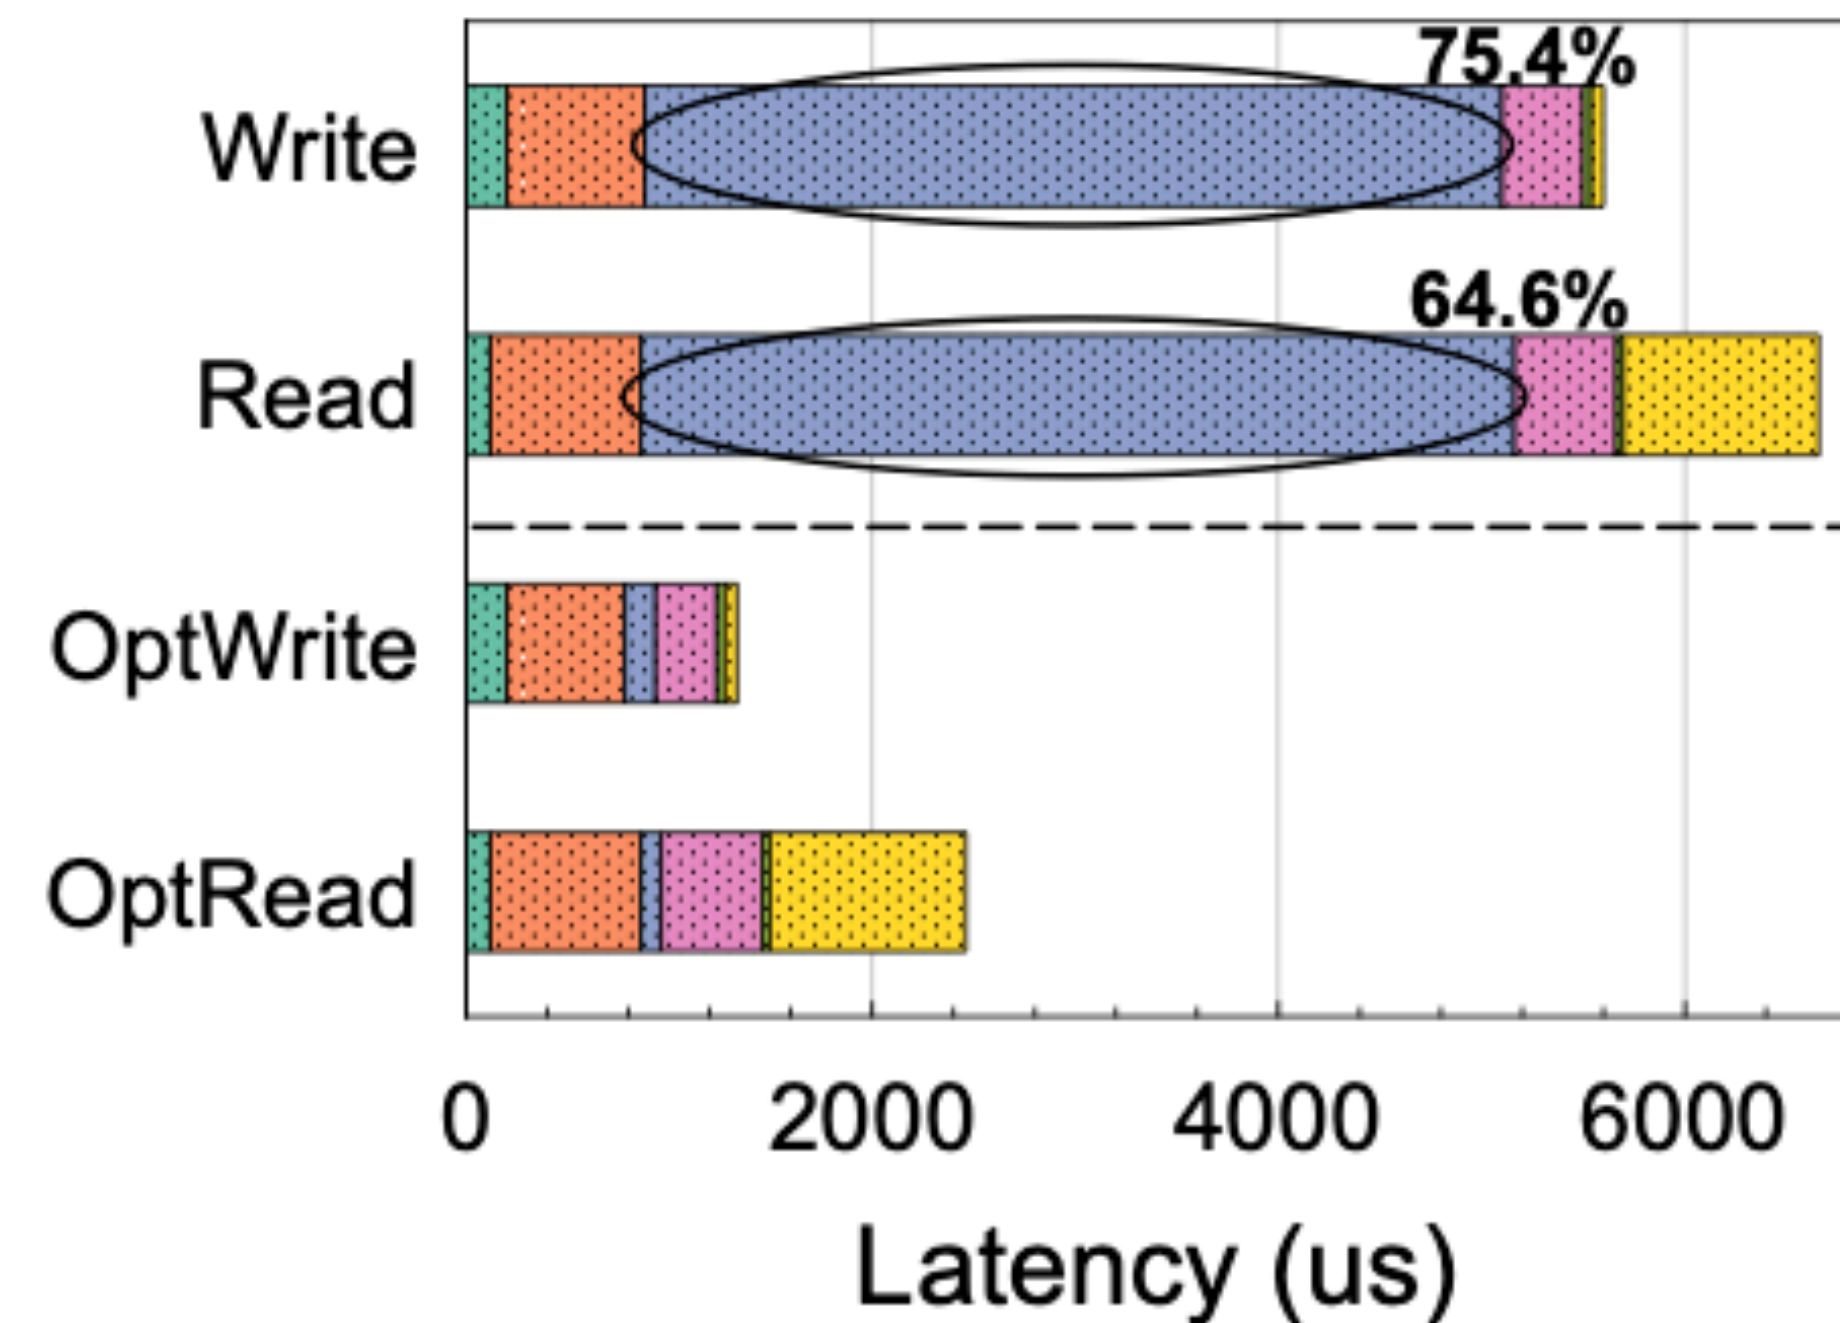 75.4%
Write
64.6%
Read
OptWrite
OptRead
0 2000 4000 6000
Latency (us)